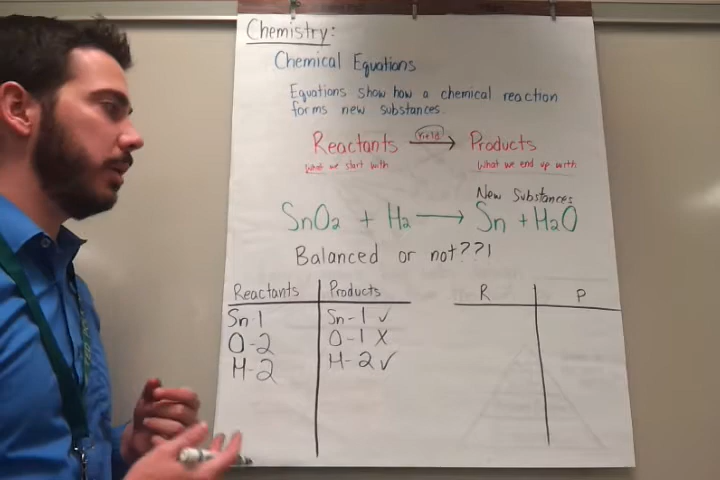 Chemistry:
Chemical Equations
Equations show how a chemical reaction
forms new substances.
Reactants Yield → Products
What we start with What we end up with
New Substances
SnO2 + H2 → Sn + H2O
Balanced or not??!
Reactants Products R P
Sn-1 Sn-1 ✓
O-2 O-1 X
H-2 H-2 ✓